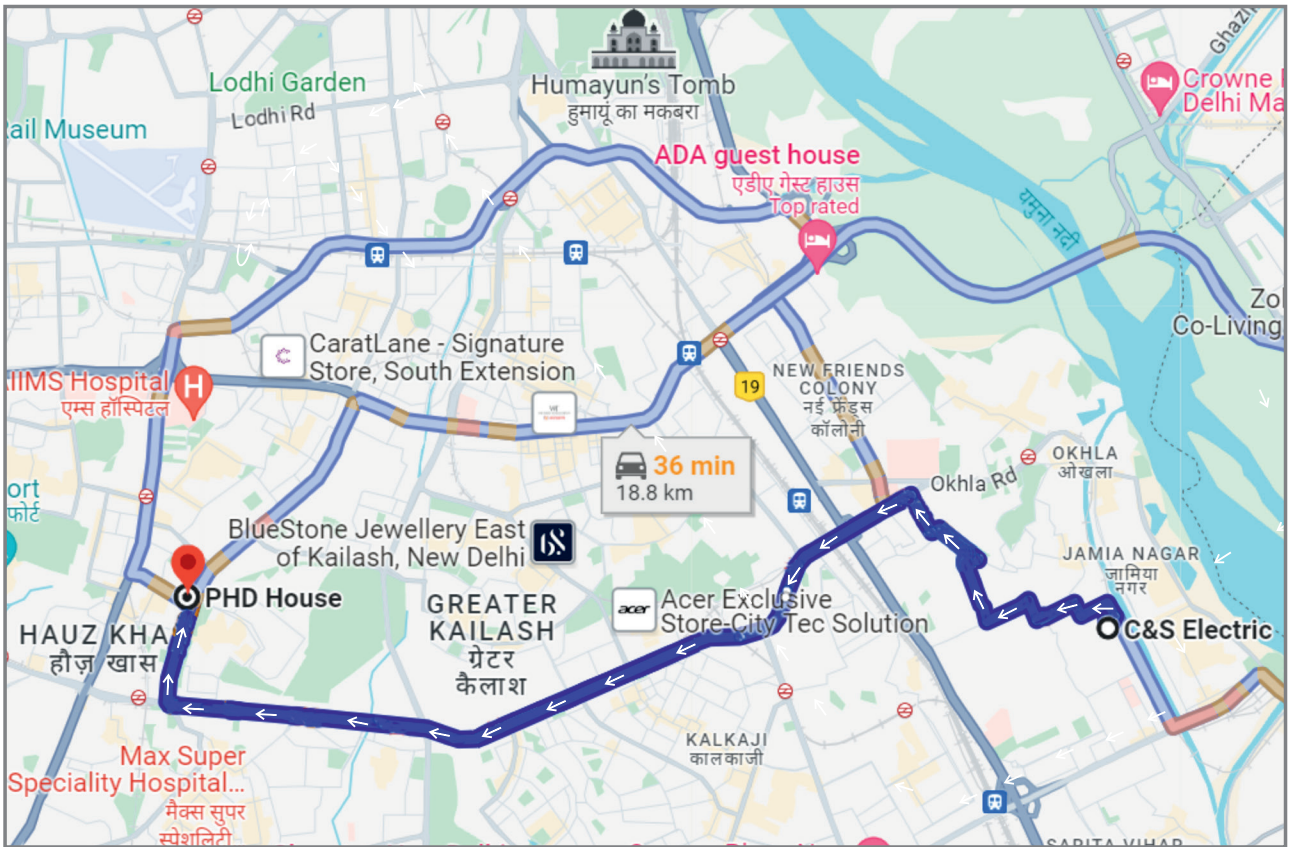 Lodhi Garden
Lodhi Rd
ail Museum
Humayun's Tomb
हुमायूं का मकबरा
ADA guest house
एडीए गेस्ट हाउस
Top rated
Crowne
Delhi Ma
यमुना नदी
CaratLane - Signature
Store, South Extension
IIMS Hospital
एम्स हॉस्पिटल
H
19
NEW FRIENDS
COLONY
नई फ्रेंड्स
कॉलोनी
Co-Living
36 min
18.8 km
Okhla Rd
OKHLA
ओखला
ort
फोर्ट
BlueStone Jewellery East
of Kailash, New Delhi
BS
JAMIA NAGAR
जामिया
नगर
PHD House
GREATER
KAILASH
ग्रेटर
कैलाश
acer
Acer Exclusive
Store-City Tec Solution
C&S Electric
HAUZ KHA
हौज़ खास
KALKAJI
कालकाजी
Max Super
Speciality Hospital...
मैक्स सुपर
स्पेशलिटी
SARITA VIHAR